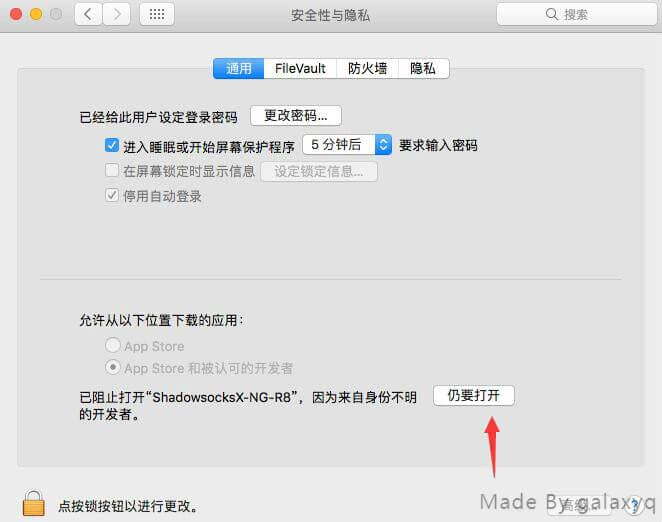 安全性与隐私
搜索
通用 FileVault 防火墙 隐私
已经给此用户设定登录密码 更改密码...
进入睡眠或开始屏幕保护程序 5 分钟后 要求输入密码
在屏幕锁定时显示信息 设定锁定信息...
停用自动登录
允许从以下位置下载的应用：
App Store
App Store 和被认可的开发者
已阻止打开“ShadowsocksX-NG-R8”，因为来自身份不明 仍要打开
的开发者。
点按锁按钮以进行更改。 高级... ?
Made By galaxyq